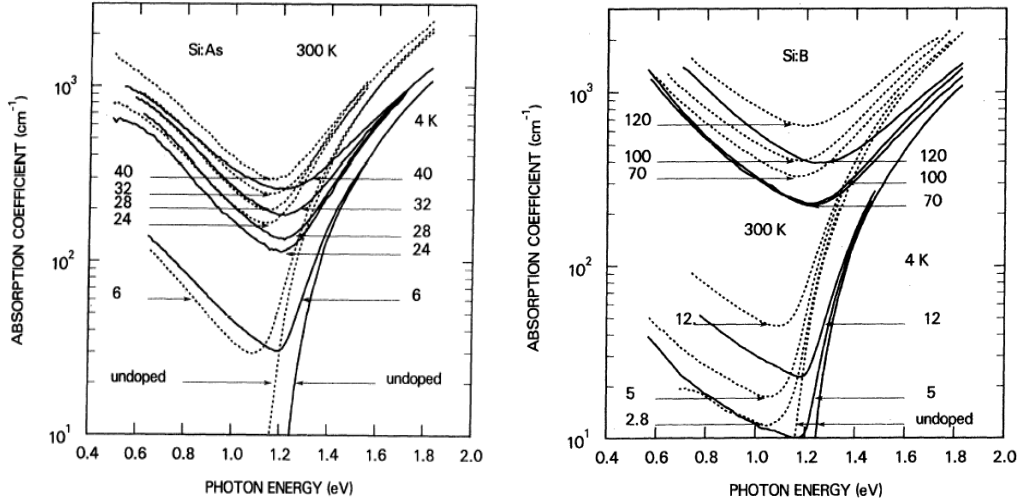 Si:As 300 K
10³
4 K
40 40
32 32
28
24 28
24
10²
6 6
undoped undoped
10¹
0.4 0.6 0.8 1.0 1.2 1.4 1.6 1.8 2.0
PHOTON ENERGY (eV)
ABSORPTION COEFFICIENT (cm⁻¹)
Si:B
10³
120
100 120
70 100
70
300 K
4 K
10²
12 12
5 5
2.8 undoped
10¹
0.4 0.6 0.8 1.0 1.2 1.4 1.6 1.8 2.0
PHOTON ENERGY (eV)
ABSORPTION COEFFICIENT (cm⁻¹)